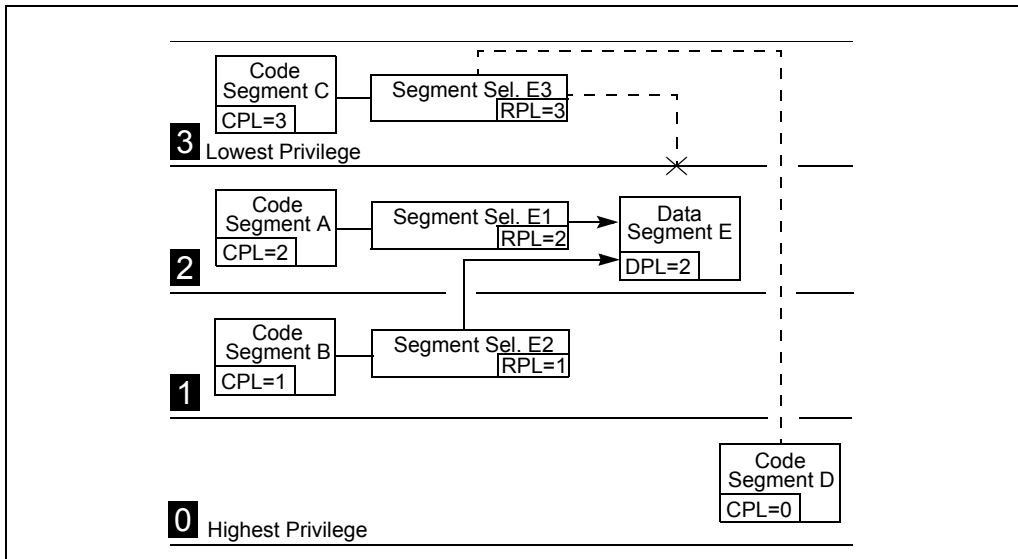 Code
Segment C
CPL=3
Segment Sel. E3
RPL=3
3
Lowest Privilege
Code
Segment A
CPL=2
Segment Sel. E1
RPL=2
Data
Segment E
DPL=2
2
Code
Segment B
CPL=1
Segment Sel. E2
RPL=1
1
Code
Segment D
CPL=0
0
Highest Privilege